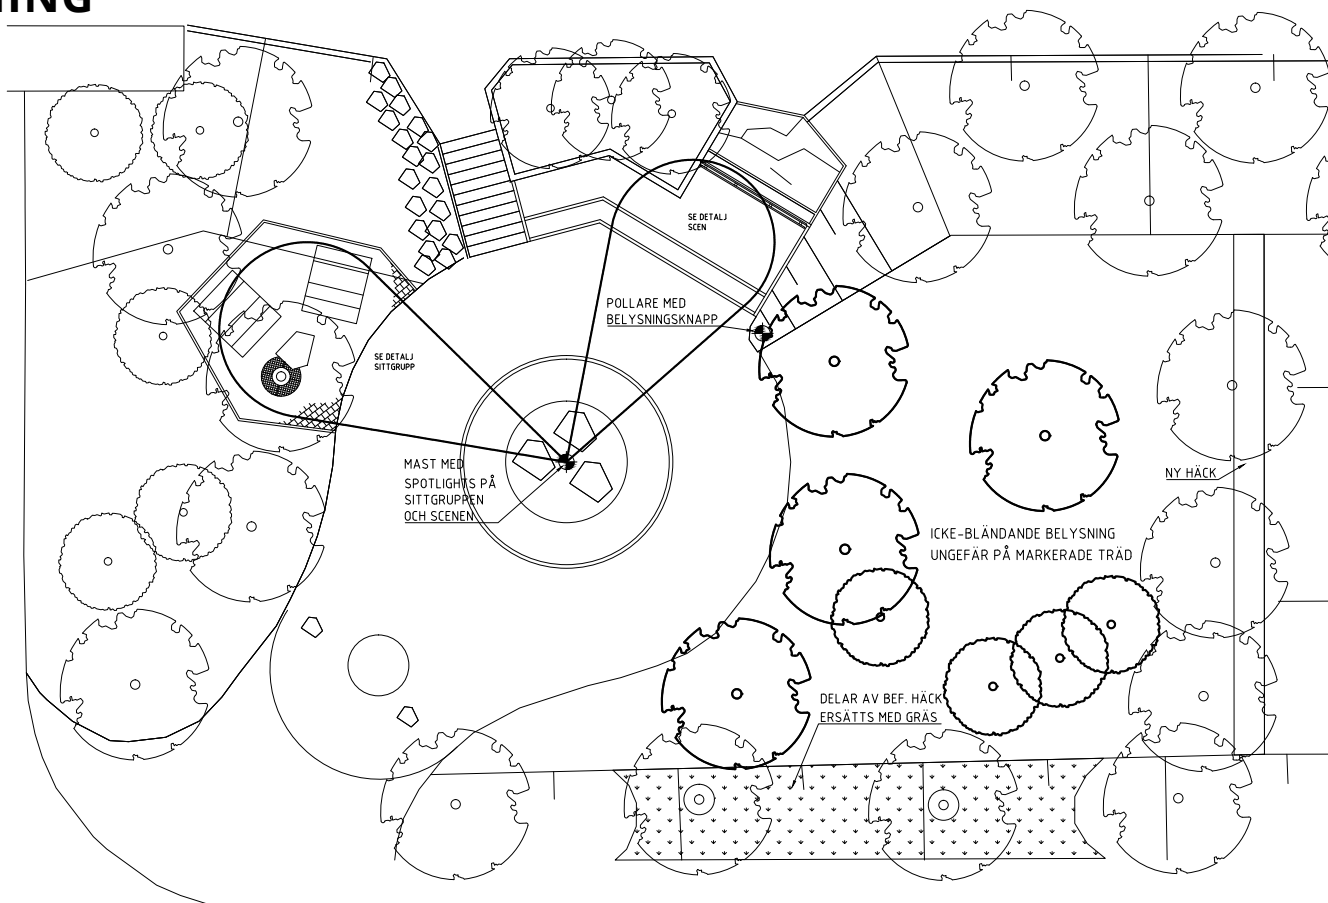 SE DETALJ
SCEN
POLLARE MED
BELYSNINGSKNAPP
SE DETALJ
SITTGRUPP
MAST MED
SPOTLIGHTS PÅ
SITTGRUPPEN
OCH SCENEN
NY HÄCK
ICKE-BLÄNDANDE BELYSNING
UNGEFÄR PÅ MARKERADE TRÄD
DELAR AV BEF. HÄCK
ERSÄTTS MED GRÄS